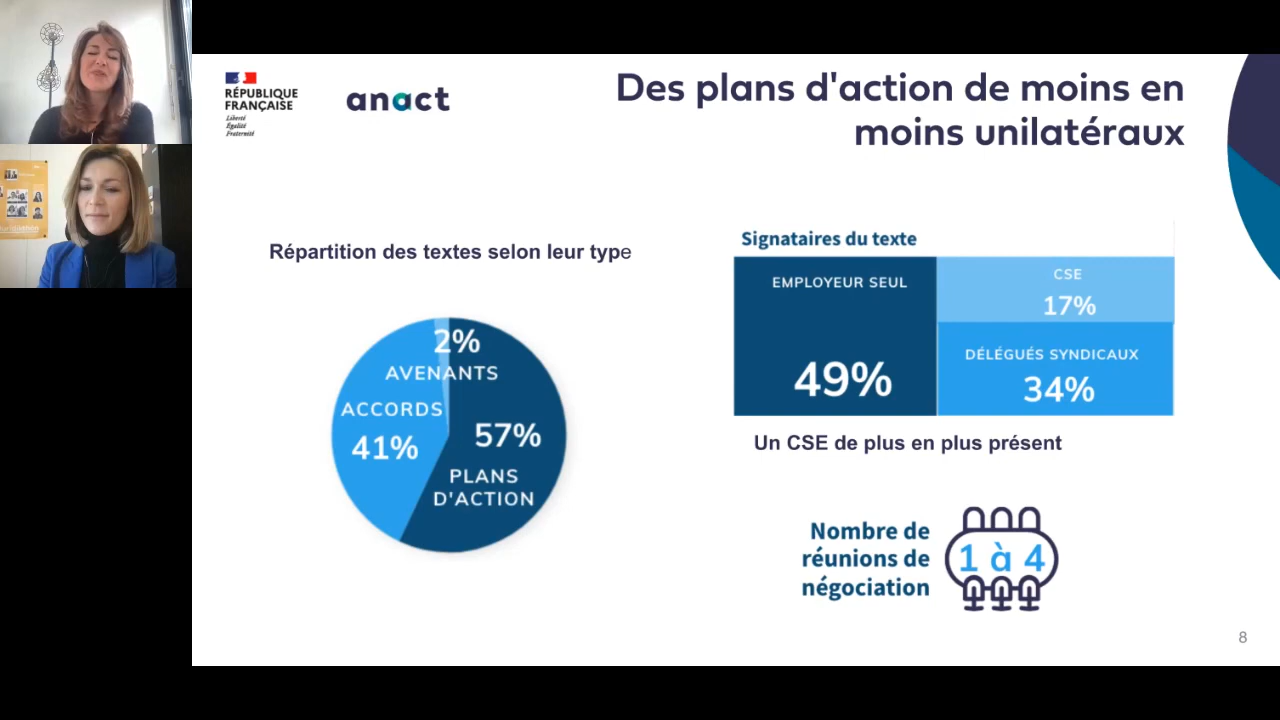 RÉPUBLIQUE
FRANÇAISE
Liberté
Égalité
Fraternité
anact
Des plans d'action de moins en
moins unilatéraux
Répartition des textes selon leur type
2%
AVENANTS
ACCORDS
41%
57%
PLANS
D'ACTION
Signataires du texte
EMPLOYEUR SEUL
49%
CSE
17%
DÉLÉGUÉS SYNDICAUX
34%
Un CSE de plus en plus présent
Nombre de
réunions de
négociation
1 à 4
8